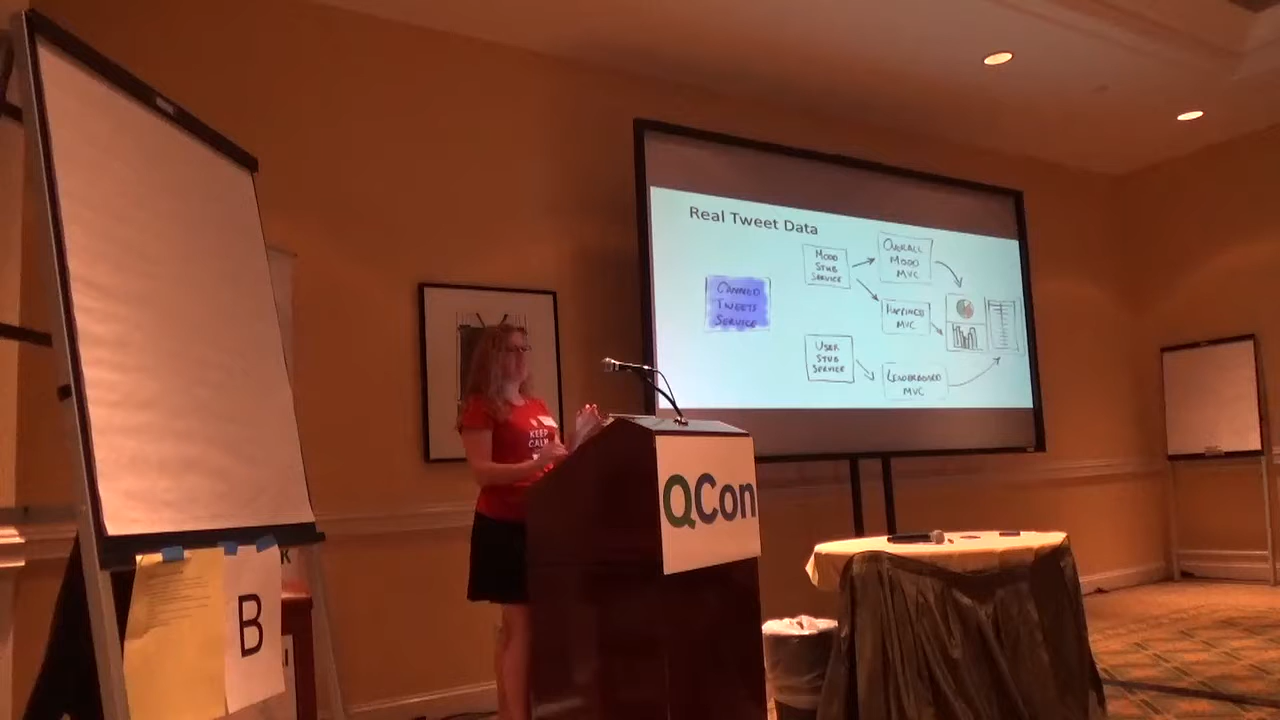 Real Tweet Data
CANNED
TWEETS
SERVICE
MOOD
STUB
SERVICE
OVERALL
MOOD
MVC
HAPPINESS
MVC
USER
STUB
SERVICE
LEADERBOARD
MVC
KEEP
CALM
QCon
B